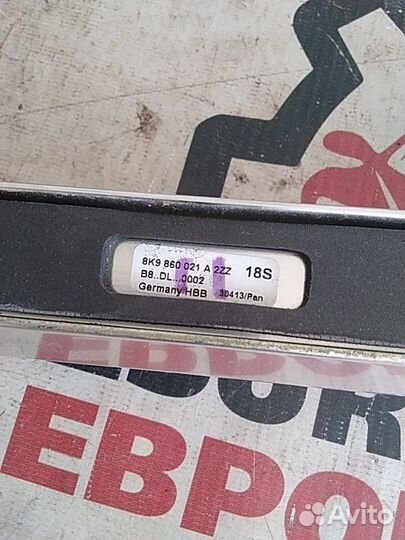 8K9 860 021 A 2ZZ 18S
B8..DL...0002
Germany HBB 30413/Pan
ЕВРО
ЕВРО
Avito